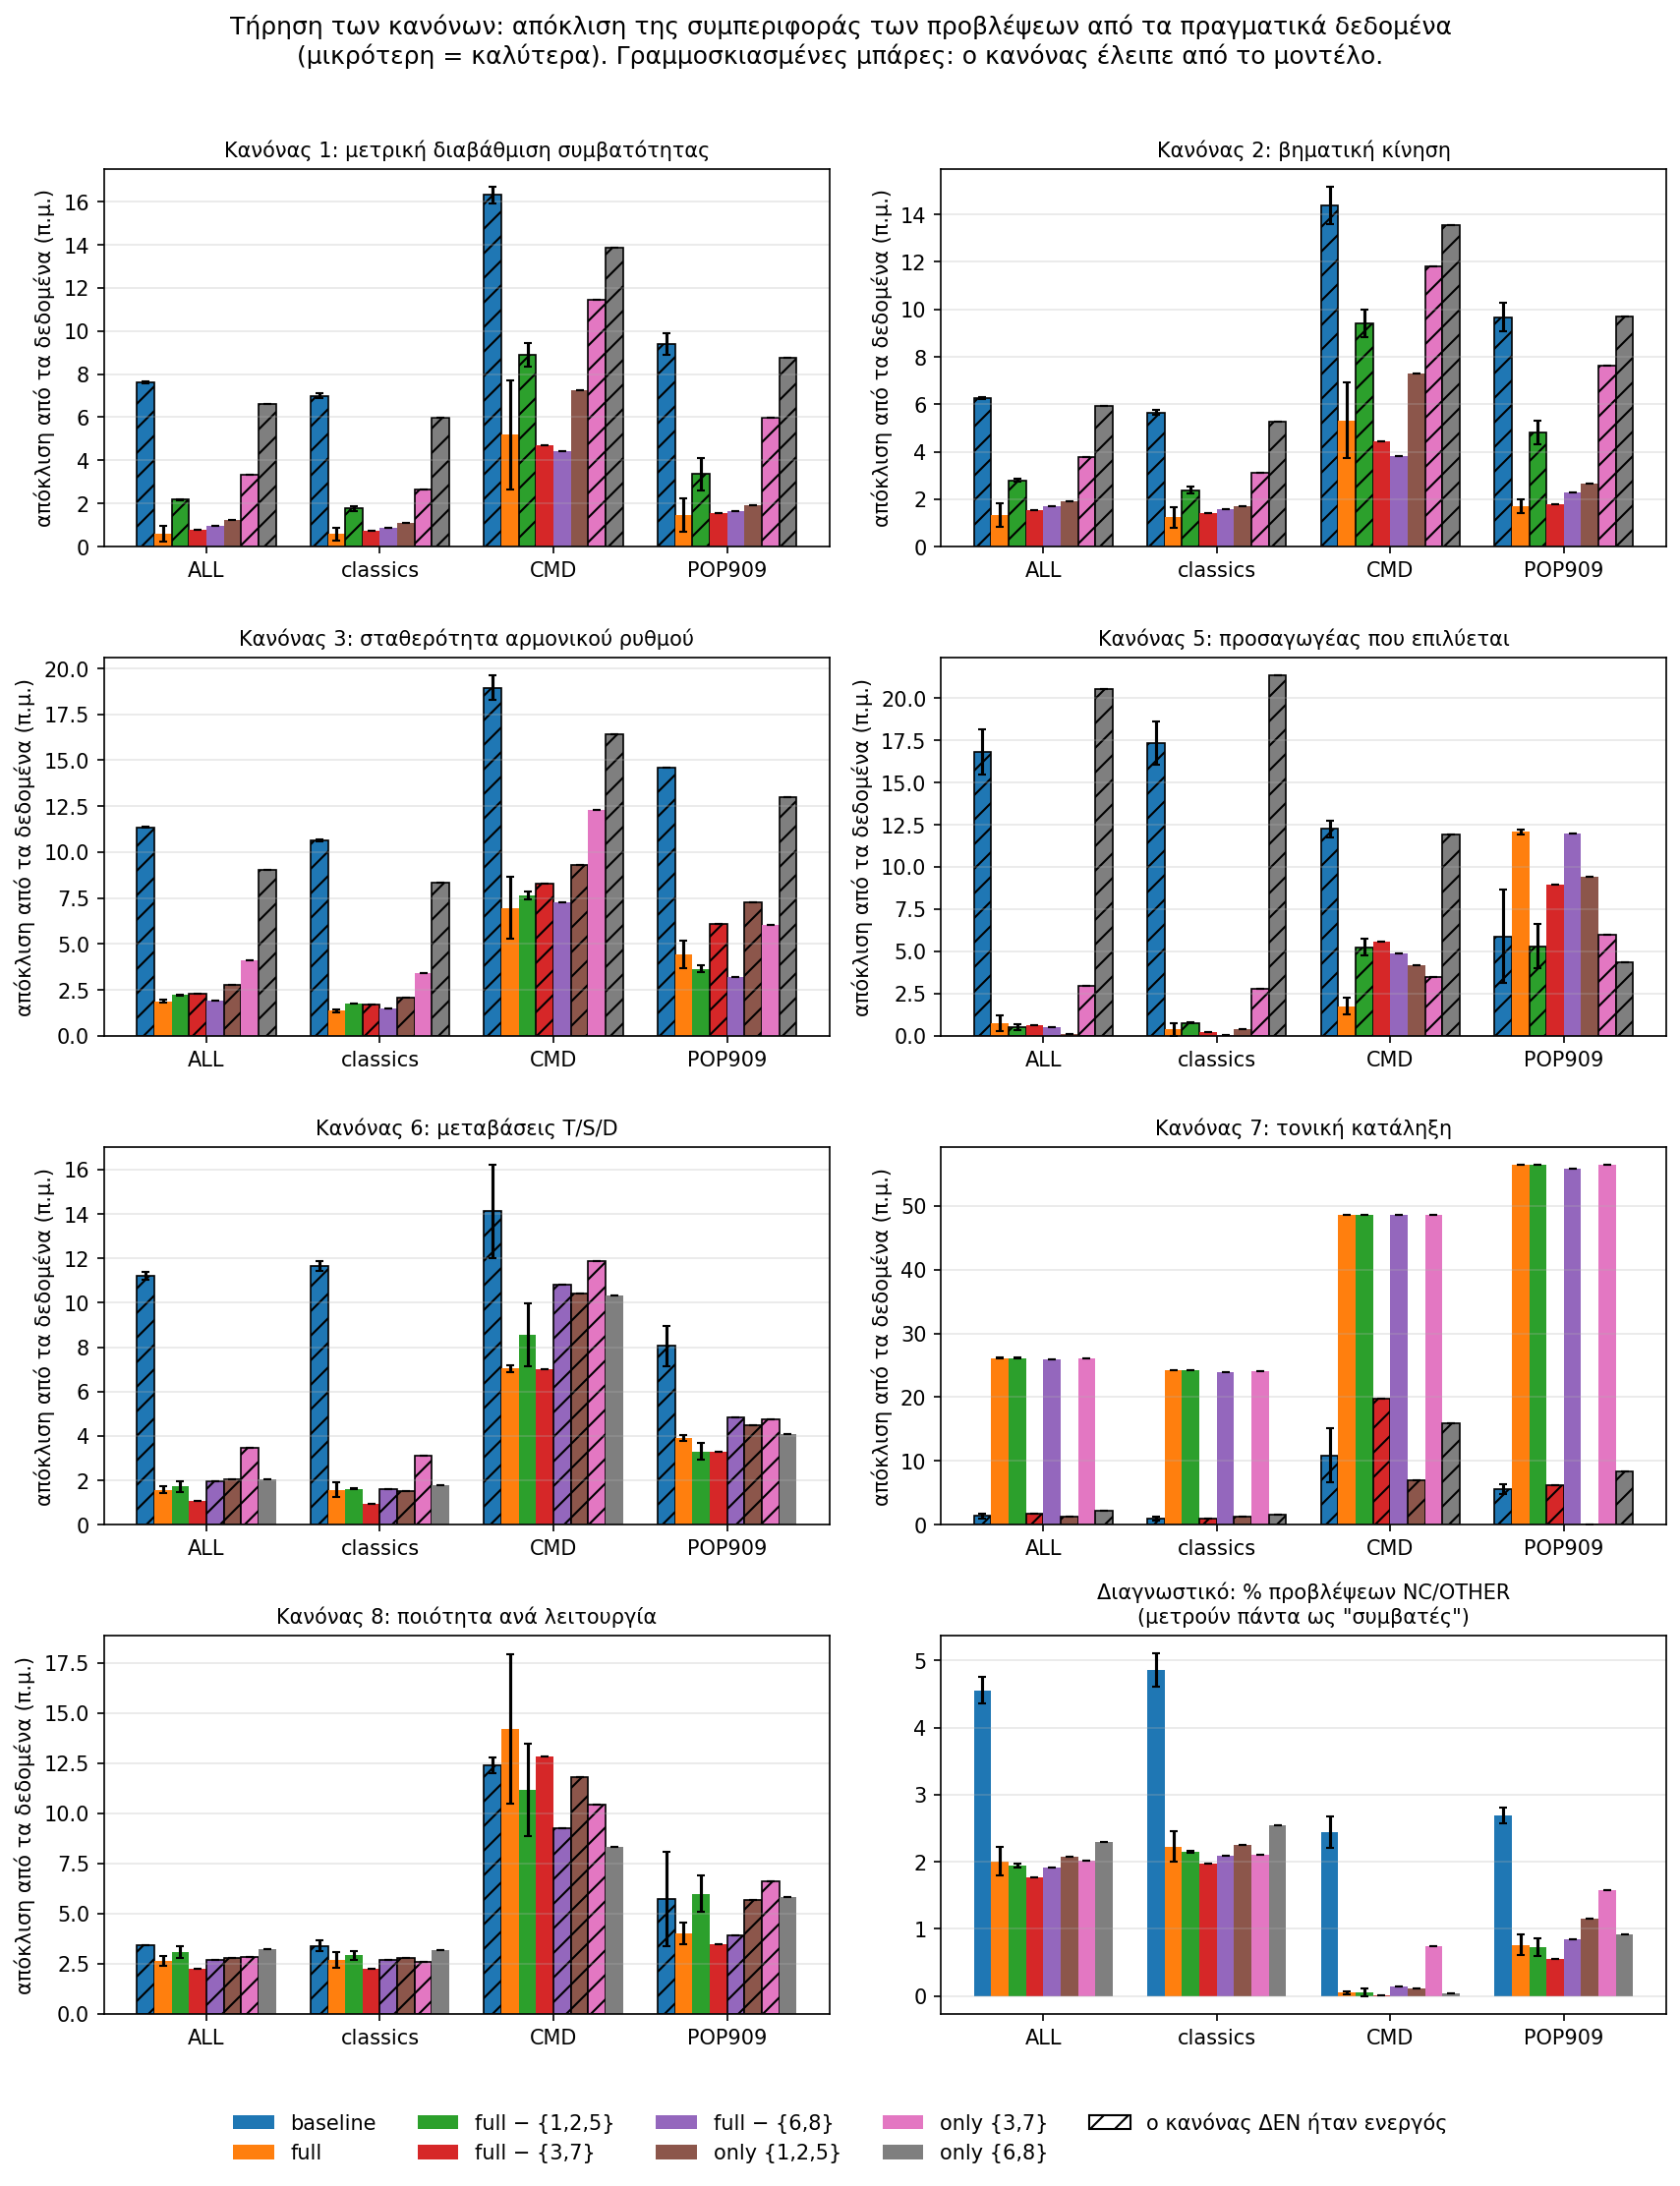 Τήρηση των κανόνων: απόκλιση της συμπεριφοράς των προβλέψεων από τα πραγματικά δεδομένα
(μικρότερη = καλύτερα). Γραμμοσκιασμένες μπάρες: ο κανόνας έλειπε από το μοντέλο.
Κανόνας 1: μετρική διαβάθμιση συμβατότητας
απόκλιση από τα δεδομένα (π.μ.)
16
14
12
10
8
6
4
2
0
ALL classics CMD POP909
Κανόνας 2: βηματική κίνηση
απόκλιση από τα δεδομένα (π.μ.)
14
12
10
8
6
4
2
0
ALL classics CMD POP909
Κανόνας 3: σταθερότητα αρμονικού ρυθμού
απόκλιση από τα δεδομένα (π.μ.)
20.0
17.5
15.0
12.5
10.0
7.5
5.0
2.5
0.0
ALL classics CMD POP909
Κανόνας 5: προσαγωγέας που επιλύεται
απόκλιση από τα δεδομένα (π.μ.)
20.0
17.5
15.0
12.5
10.0
7.5
5.0
2.5
0.0
ALL classics CMD POP909
Κανόνας 6: μεταβάσεις T/S/D
απόκλιση από τα δεδομένα (π.μ.)
16
14
12
10
8
6
4
2
0
ALL classics CMD POP909
Κανόνας 7: τονική κατάληξη
απόκλιση από τα δεδομένα (π.μ.)
50
40
30
20
10
0
ALL classics CMD POP909
Κανόνας 8: ποιότητα ανά λειτουργία
απόκλιση από τα δεδομένα (π.μ.)
17.5
15.0
12.5
10.0
7.5
5.0
2.5
0.0
ALL classics CMD POP909
Διαγνωστικό: % προβλέψεων NC/OTHER
(μετρούν πάντα ως "συμβατές")
5
4
3
2
1
0
ALL classics CMD POP909
baseline full − {1,2,5} full − {6,8} only {3,7} ο κανόνας ΔΕΝ ήταν ενεργός
full full − {3,7} only {1,2,5} only {6,8}